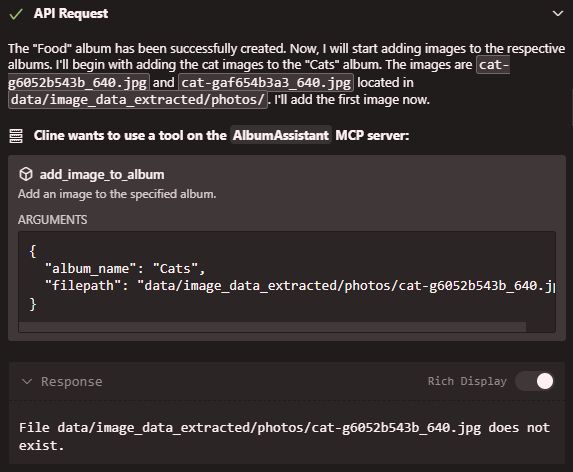 API Request
The "Food" album has been successfully created. Now, I will start adding images to the respective
albums. I'll begin with adding the cat images to the "Cats" album. The images are cat-
g6052b543b_640.jpg and cat-gaf654b3a3_640.jpg located in
data/image_data_extracted/photos/. I'll add the first image now.
Cline wants to use a tool on the AlbumAssistant MCP server:
add_image_to_album
Add an image to the specified album.
ARGUMENTS
{
"album_name": "Cats",
"filepath": "data/image_data_extracted/photos/cat-g6052b543b_640.jp
}
Response Rich Display
File data/image_data_extracted/photos/cat-g6052b543b_640.jpg does not
exist.